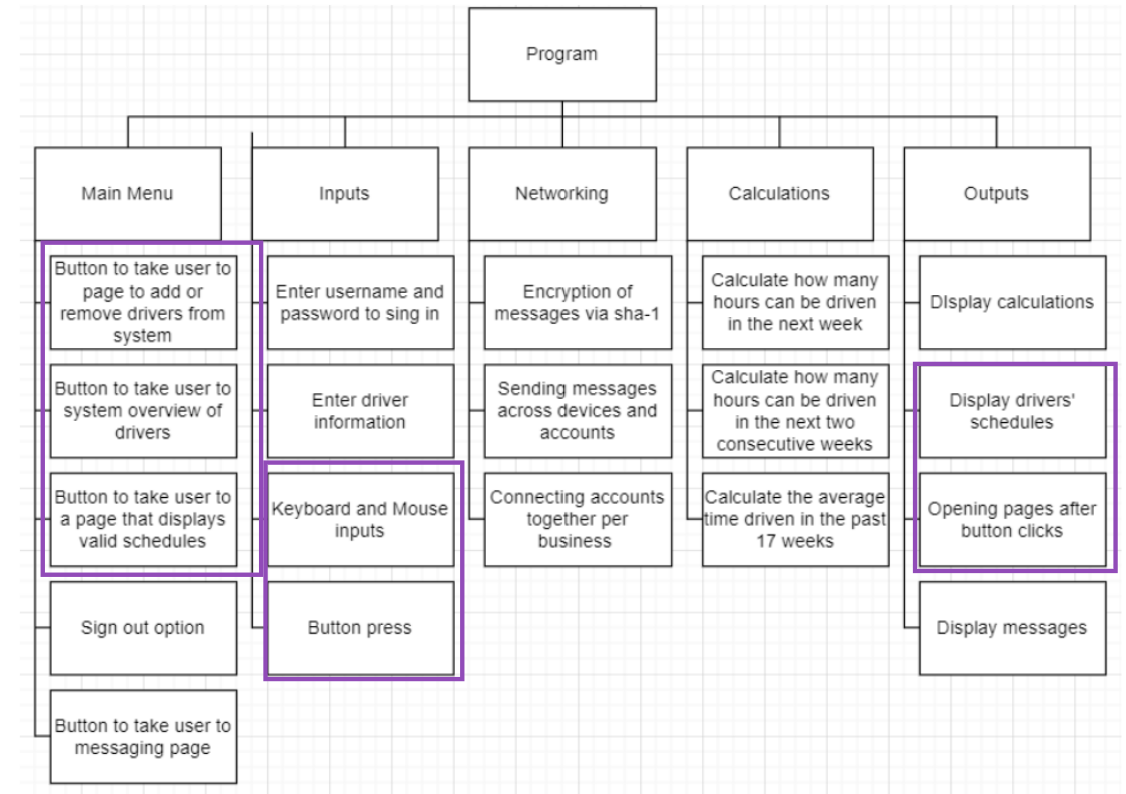 Program
Main Menu
Inputs
Networking
Calculations
Outputs
Button to take user to
page to add or
remove drivers from
system
Button to take user to
system overview of
drivers
Button to take user to
a page that displays
valid schedules
Sign out option
Button to take user to
messaging page
Enter username and
password to sing in
Enter driver
information
Keyboard and Mouse
inputs
Button press
Encryption of
messages via sha-1
Sending messages
across devices and
accounts
Connecting accounts
together per
business
Calculate how many
hours can be driven
in the next week
Calculate how many
hours can be driven
in the next two
consecutive weeks
Calculate the average
time driven in the past
17 weeks
DIsplay calculations
Display drivers'
schedules
Opening pages after
button clicks
Display messages